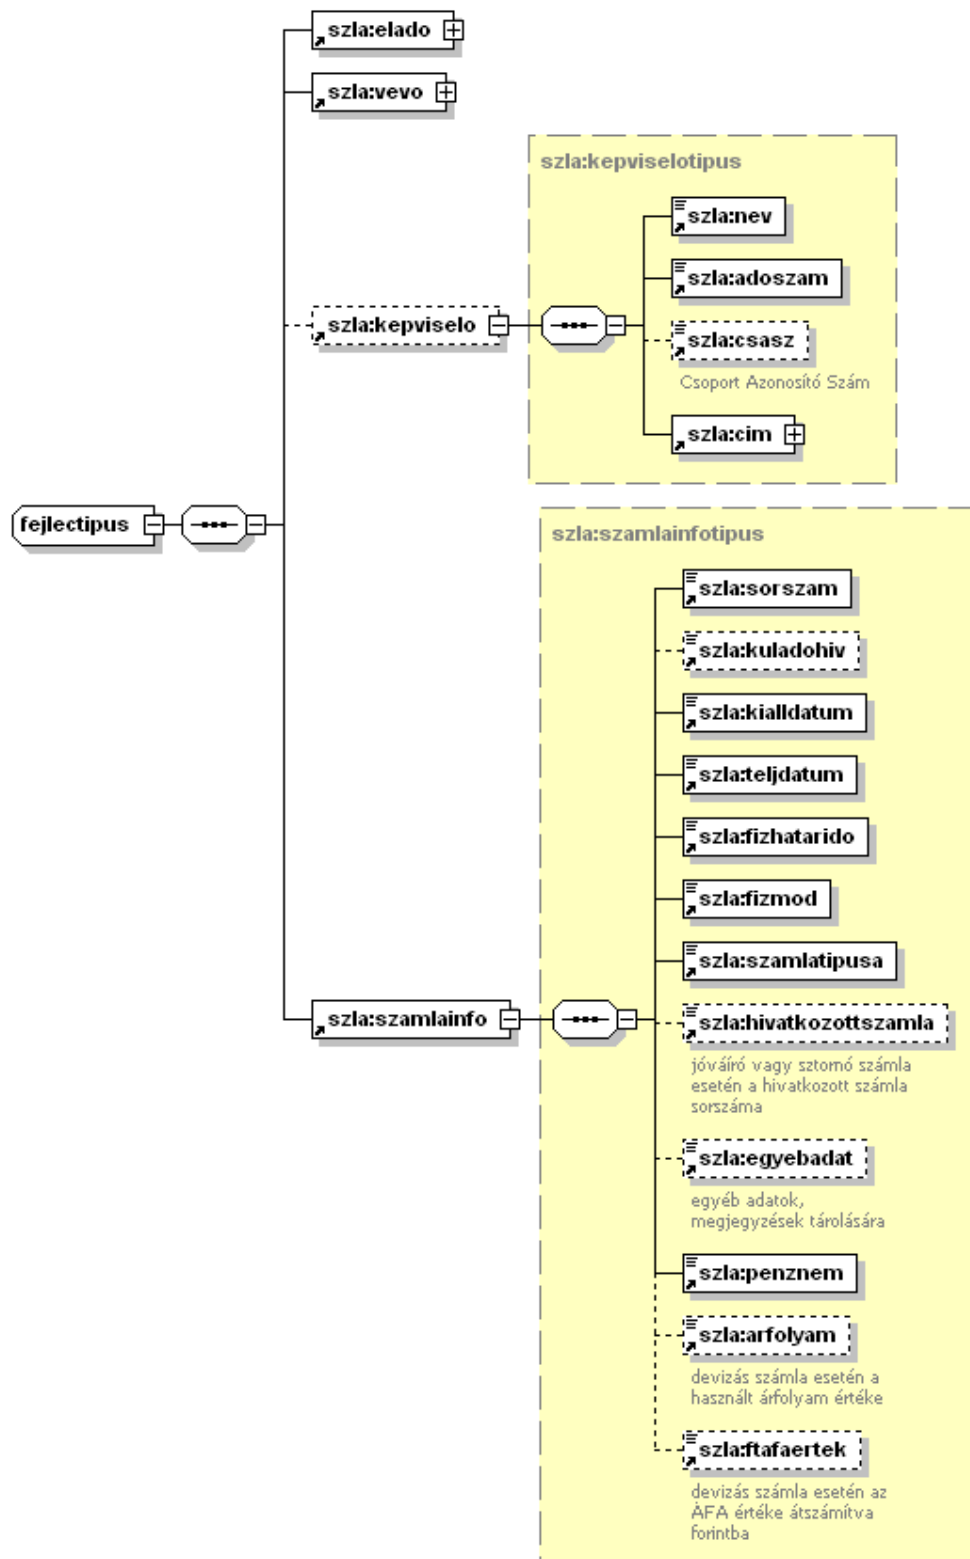 szla:elado
szla:vevo
szla:kepviselotipus
szla:nev
szla:adoszam
szla:kepviselo
szla:csasz
Csoport Azonosító Szám
szla:cim
fejlectipus
szla:szamlainfotipus
szla:sorszam
szla:kuladohiv
szla:kialldatum
szla:teljdatum
szla:fizhatarido
szla:fizmod
szla:szamlatipusa
szla:szamlainfo
szla:hivatkozottszamla
jóváíró vagy sztornó számla
esetén a hivatkozott számla
sorszáma
szla:egyebadat
egyéb adatok,
megjegyzések tárolására
szla:penznem
szla:arfolyam
devizás számla esetén a
használt árfolyam értéke
szla:ftafaertek
devizás számla esetén az
ÁFA értéke átszámítva
forintba